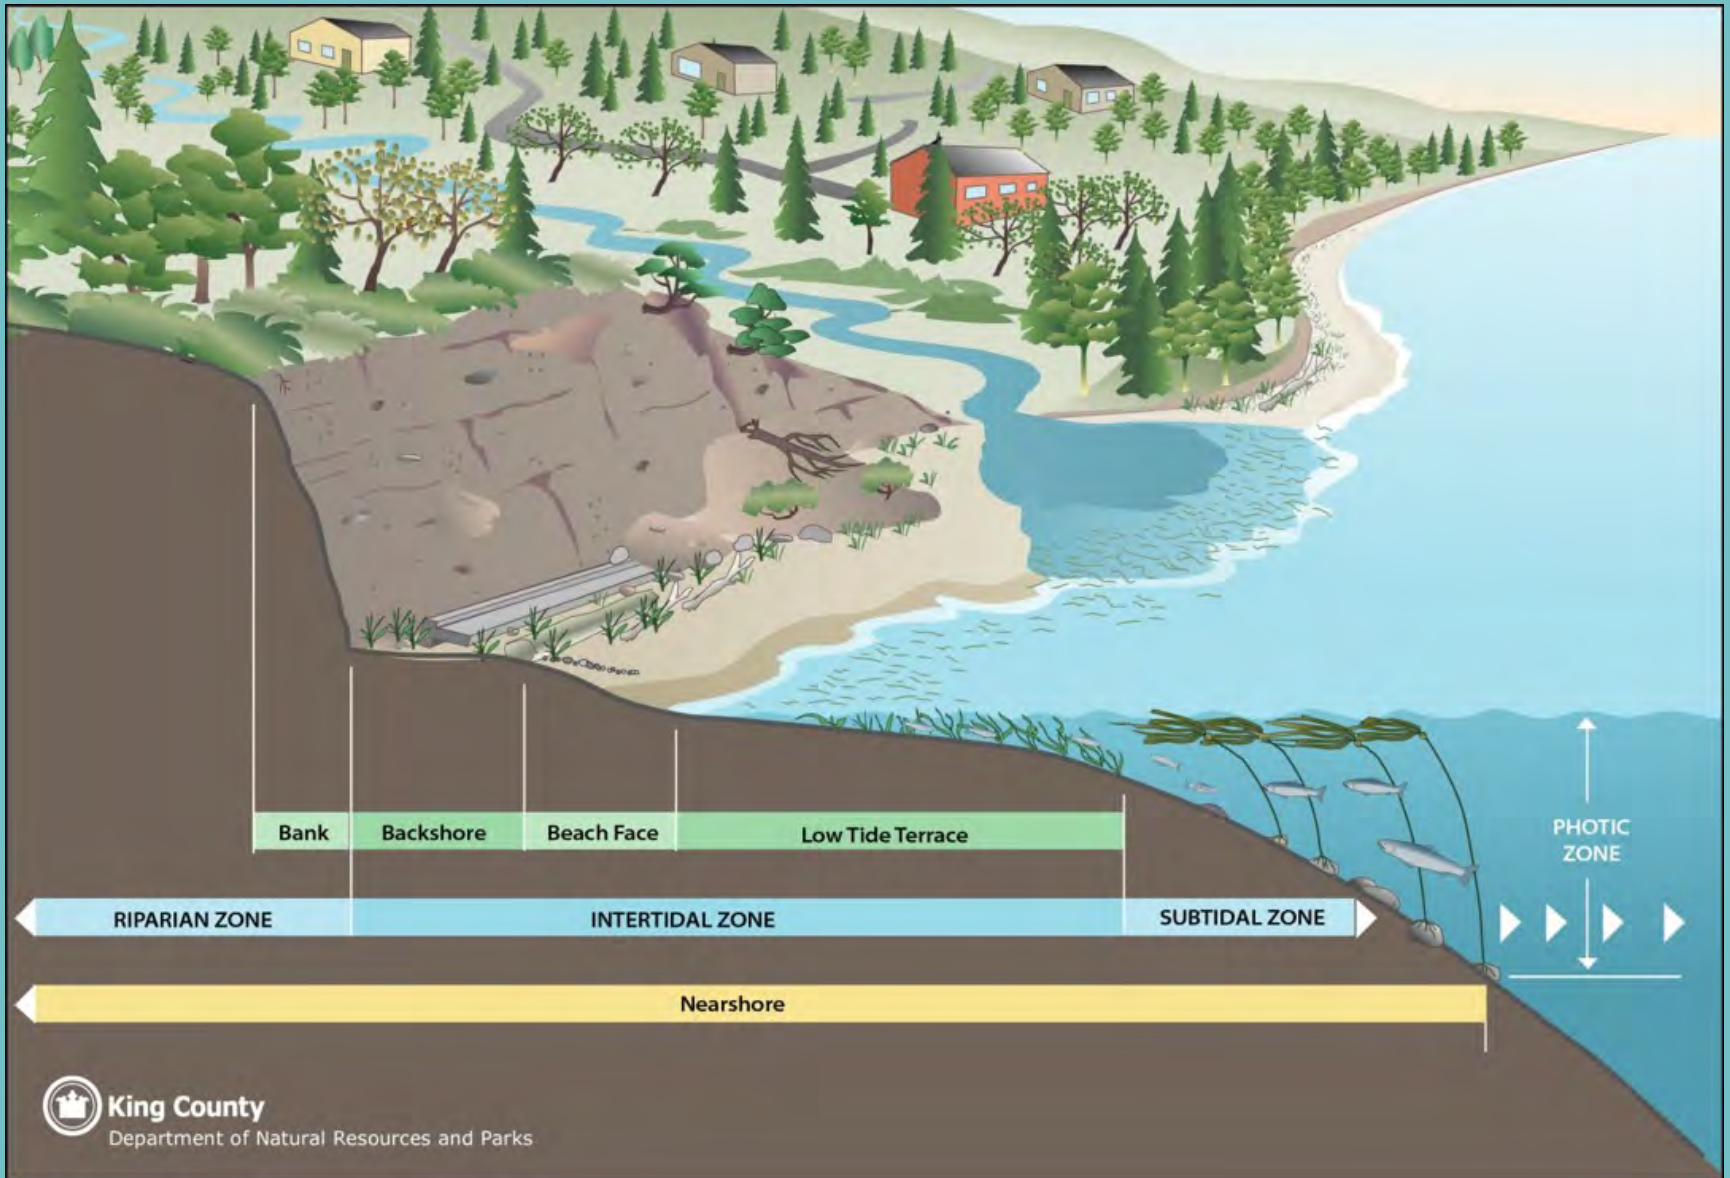 Bank
Backshore
Beach Face
Low Tide Terrace
PHOTIC
ZONE
RIPARIAN ZONE
INTERTIDAL ZONE
SUBTIDAL ZONE
Nearshore
King County
Department of Natural Resources and Parks